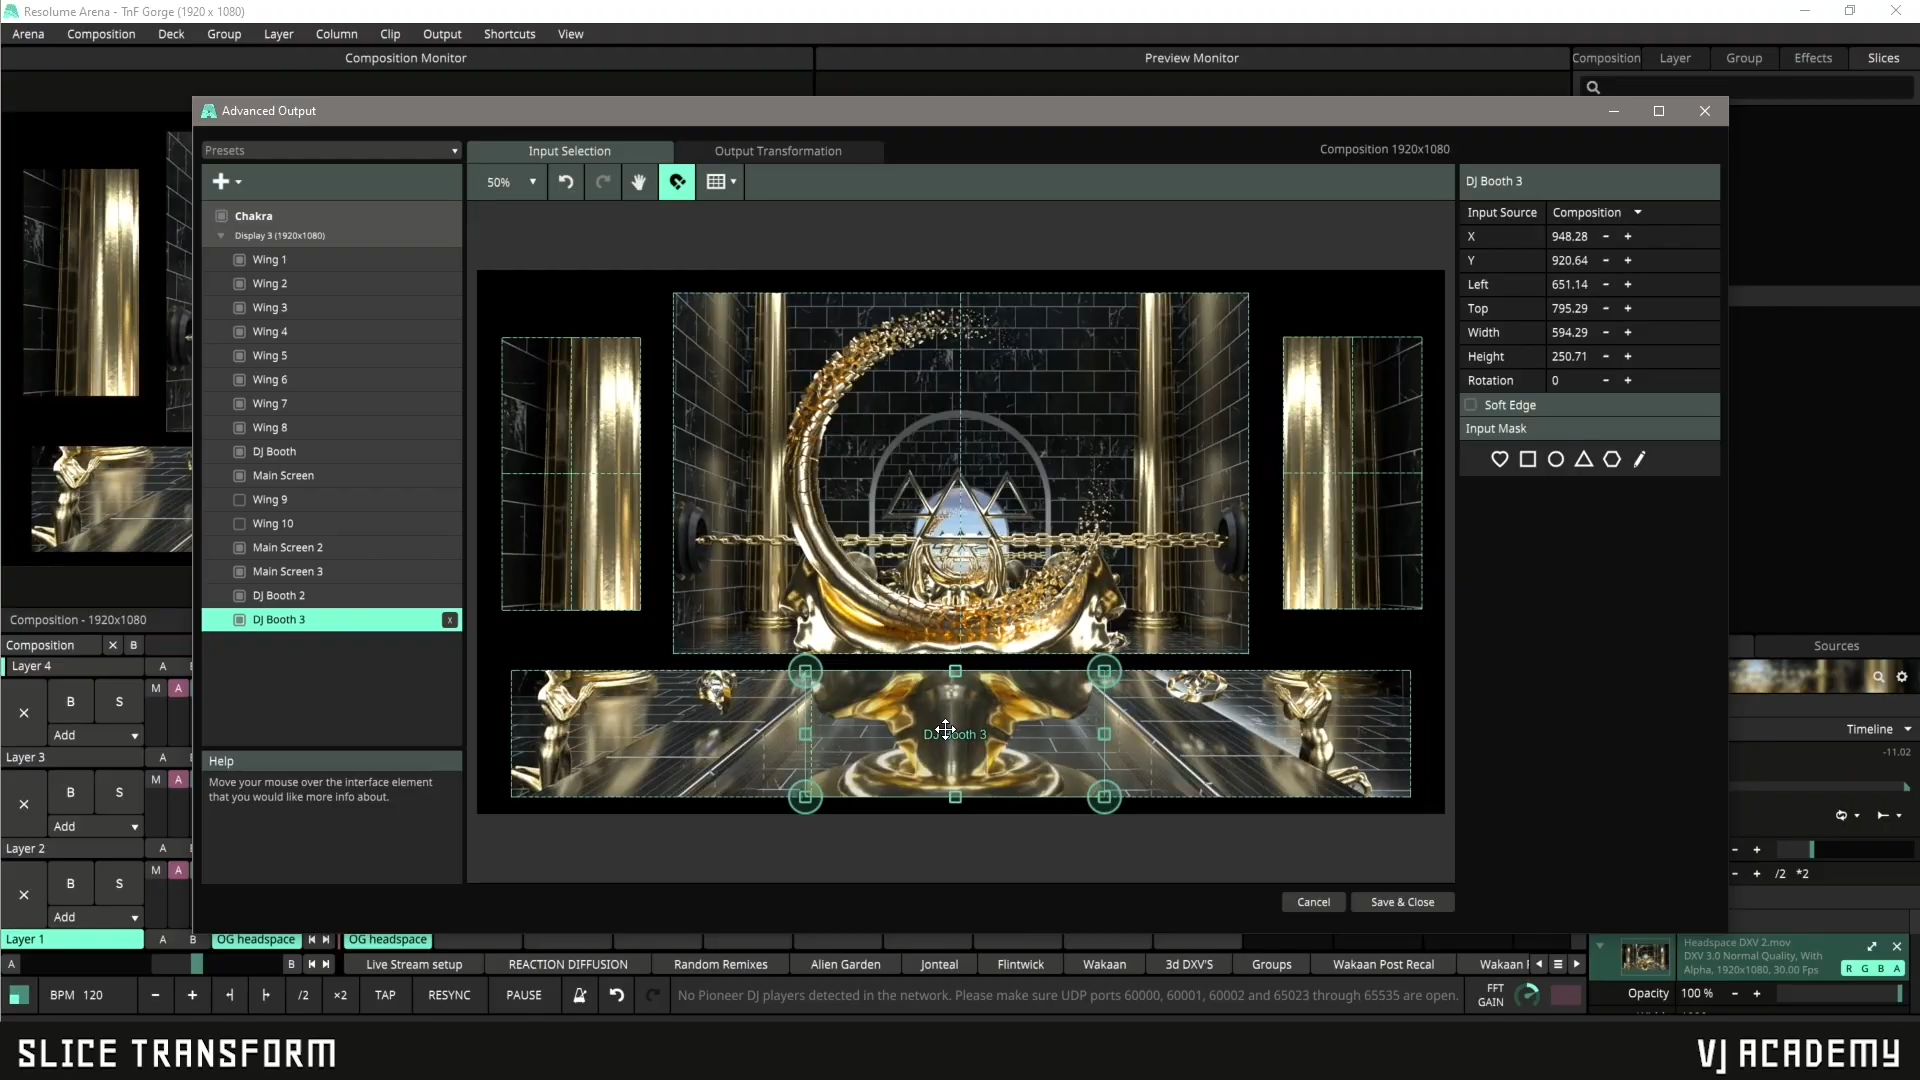 Resolume Arena - TnF Gorge (1920 x 1080)
Arena Composition Deck Group Layer Column Clip Output Shortcuts View
Composition Monitor
Preview Monitor
Composition Layer Group Effects Slices
Advanced Output
Presets
Input Selection
Output Transformation
Composition 1920x1080
50%
Chakra
Display 3 (1920x1080)
Wing 1
Wing 2
Wing 3
Wing 4
Wing 5
Wing 6
Wing 7
Wing 8
DJ Booth
Main Screen
Wing 9
Wing 10
Main Screen 2
Main Screen 3
DJ Booth 2
DJ Booth 3 x
Help
Move your mouse over the interface element
that you would like more info about.
DJ Booth 3
DJ Booth 3
Input Source Composition
X 948.28 - +
Y 920.64 - +
Left 651.14 - +
Top 795.29 - +
Width 594.29 - +
Height 250.71 - +
Rotation 0 - +
Soft Edge
Input Mask
Cancel
Save & Close
Composition - 1920x1080
Composition X B
Layer 4 A
B S M A
Add
Layer 3 A
B S M A
Add
Layer 2 A
B S M A
Add
Layer 1 A B OG headspace OG headspace
Sources
Timeline
-11.02
- +
- + /2 *2
A B Live Stream setup REACTION DIFFUSION Random Remixes Alien Garden Jonteal Flintwick Wakaan 3d DXV'S Groups Wakaan Post Recal Wakaan
BPM 120 - + /2 ×2 TAP RESYNC PAUSE
No Pioneer DJ players detected in the network. Please make sure UDP ports 60000, 60001, 60002 and 65023 through 65535 are open.
FFT
GAIN
Headspace DXV 2.mov
DXV 3.0 Normal Quality, With
Alpha, 1920x1080, 30.00 Fps
R G B A
Opacity 100 % - +
SLICE TRANSFORM
VJ ACADEMY